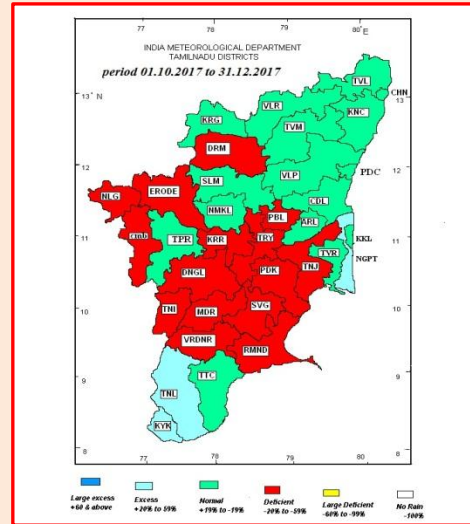 INDIA METEOROLOGICAL DEPARTMENT
TAMILNADU DISTRICTS
period 01.10.2017 to 31.12.2017
77 78 79 80 80 /E
13 N
13
12
12
11
11
10
10
9
9
8
8
77 78 79 80
TVL
CHN
VLR
KNC
KRG
TVM
DRM
SLM
VLP
PDC
NLG
ERODE
CDL
NMKL
PBL
ARL
cmb
TPR
KRR
TRY
KKL
TVR
NGPT
DNGL
TNJ
PDK
TNI
MDR
SVG
VRDNR
RMND
TTC
TNL
KYK
Large excess Excess Normal Deficient Large Deficient No Rain
+60 & above +20% to 59% +19% to -19% -20% to -59% -60% to -99% -100%